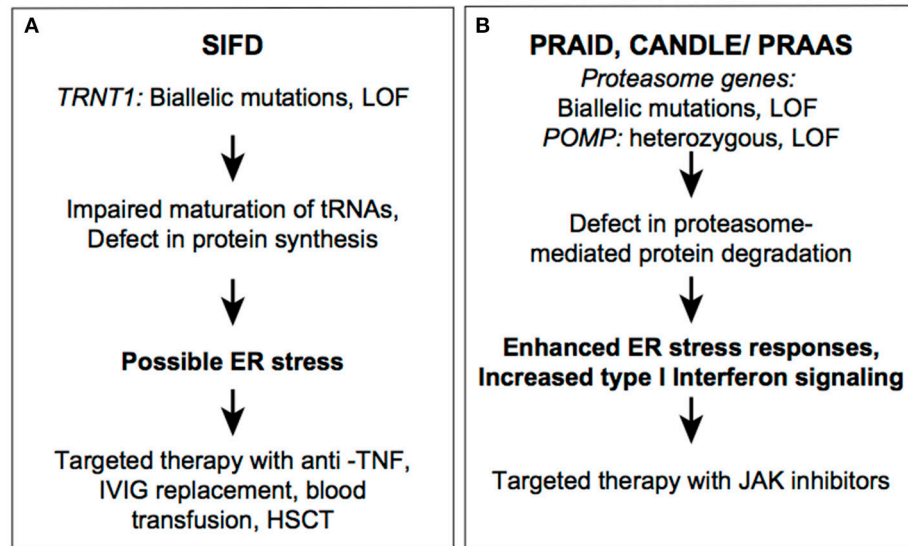 A
SIFD
TRNT1: Biallelic mutations, LOF
Impaired maturation of tRNAs,
Defect in protein synthesis
Possible ER stress
Targeted therapy with anti -TNF,
IVIG replacement, blood
transfusion, HSCT
B
PRAID, CANDLE/ PRAAS
Proteasome genes:
Biallelic mutations, LOF
POMP: heterozygous, LOF
Defect in proteasome-
mediated protein degradation
Enhanced ER stress responses,
Increased type I Interferon signaling
Targeted therapy with JAK inhibitors